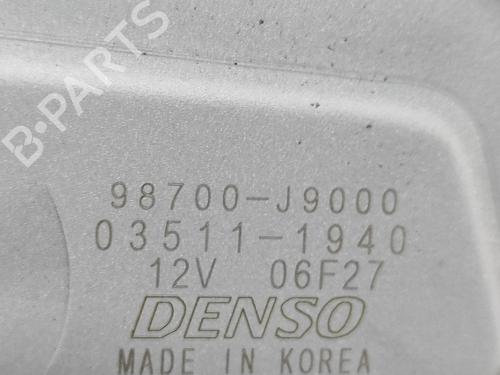 B-PARTS
98700-J9000
03511-1940
12V 06F27
DENSO
MADE IN KOREA